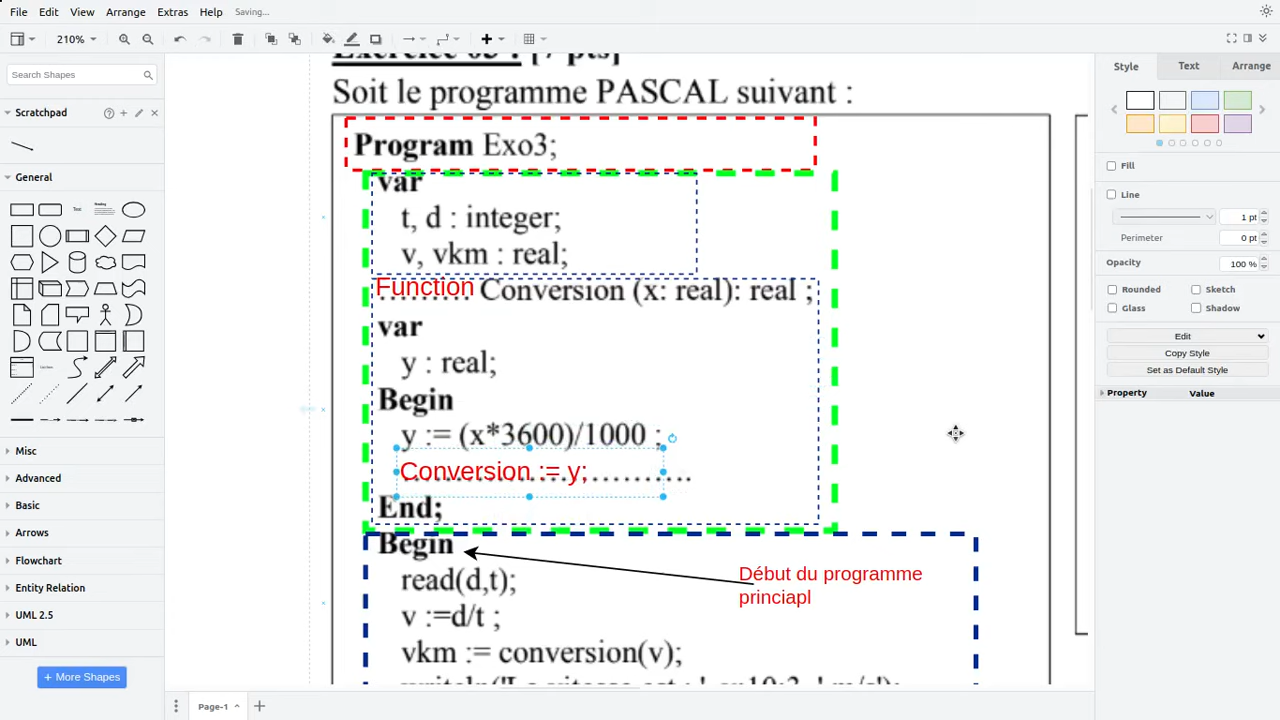 File Edit View Arrange Extras Help Saving...
210%
Search Shapes
Scratchpad
General
Misc
Advanced
Basic
Arrows
Flowchart
Entity Relation
UML 2.5
UML
+ More Shapes
Soit le programme PASCAL suivant :
Program Exo3;
var
t, d : integer;
v, vkm : real;
Function Conversion (x: real): real ;
var
y : real;
Begin
y := (x*3600)/1000 ;
Conversion := y;
End;
Begin
read(d,t);
v :=d/t ;
vkm := conversion(v);
Début du programme
princiapl
Page-1
Style Text Arrange
Fill
Line
1 pt
Perimeter 0 pt
Opacity 100 %
Rounded Sketch
Glass Shadow
Edit
Copy Style
Set as Default Style
Property Value